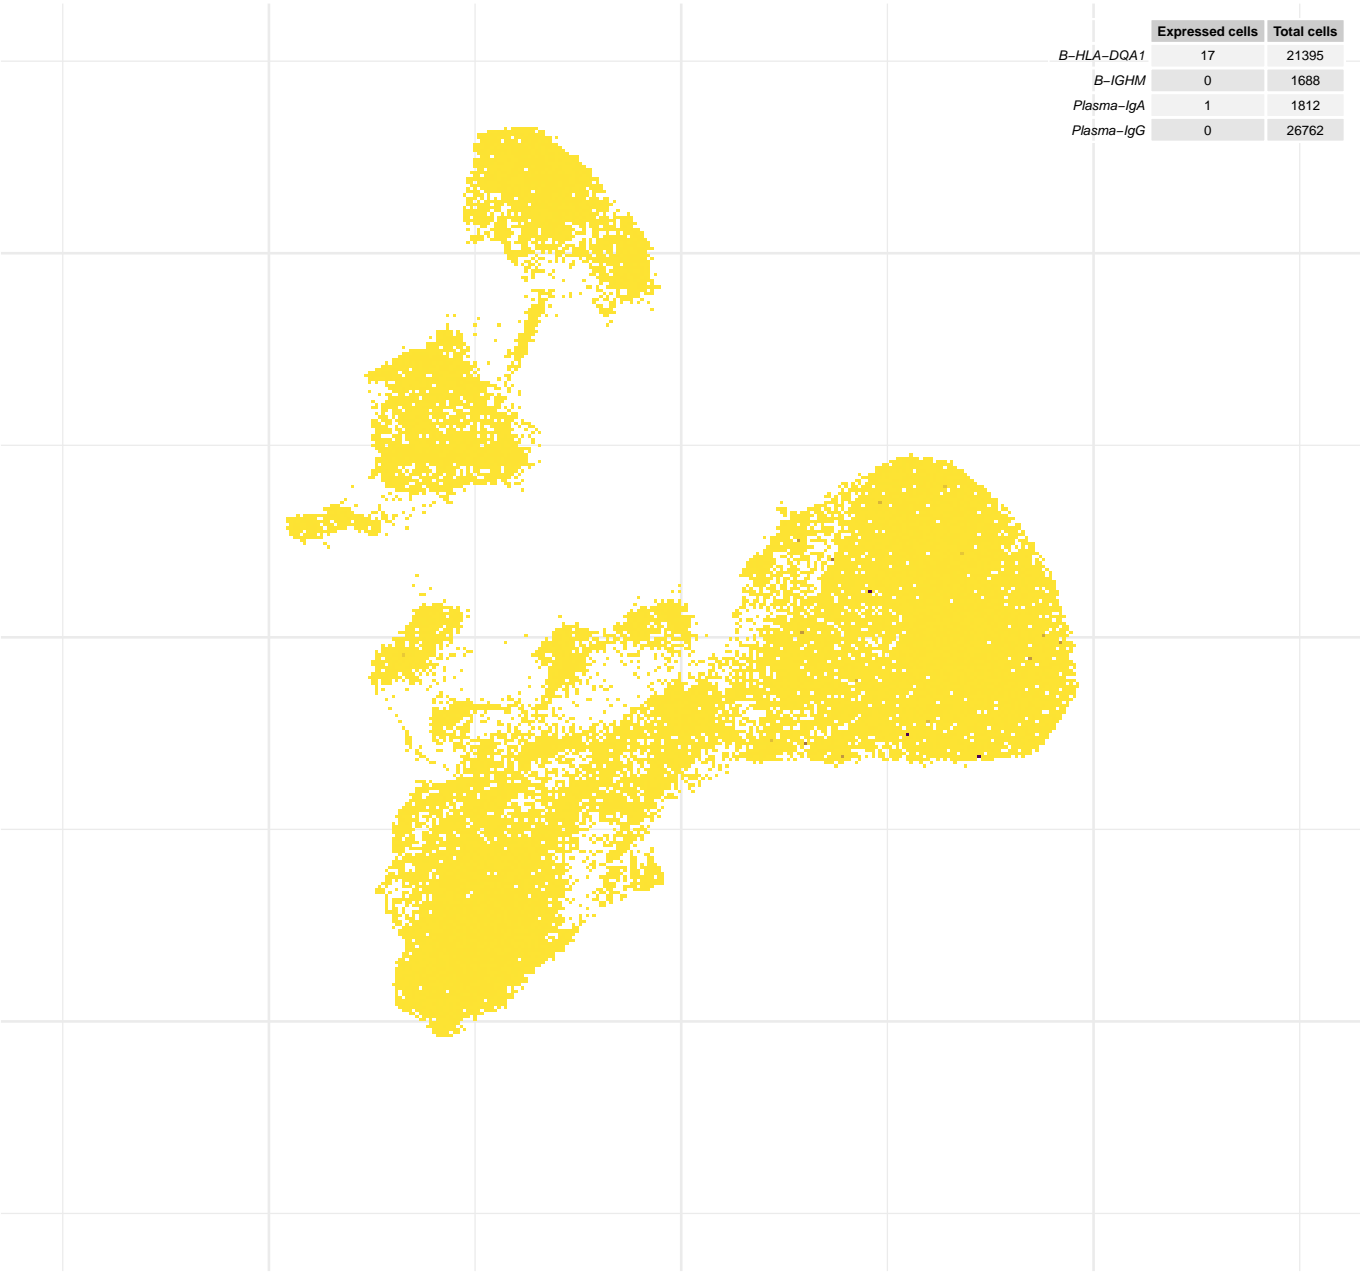 Expressed cells Total cells
B−HLA−DQA1 17 21395
B−IGHM 0 1688
Plasma−IgA 1 1812
Plasma−IgG 0 26762